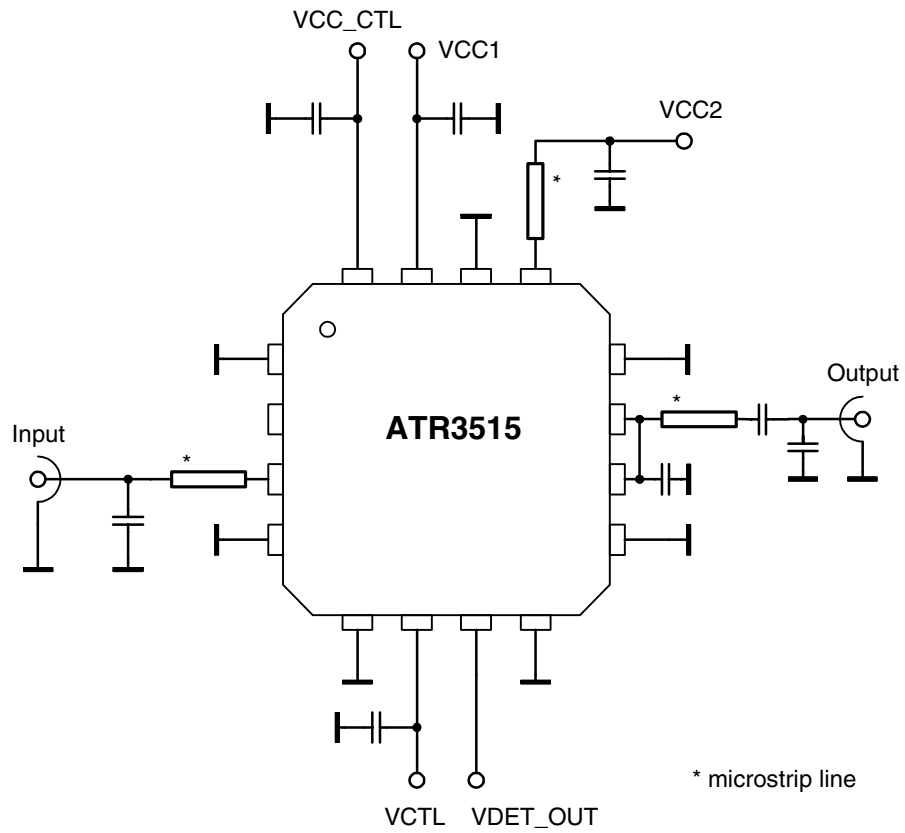 VCC_CTL
VCC1
VCC2
*
Output
*
ATR3515
Input
*
* microstrip line
VCTL
VDET_OUT